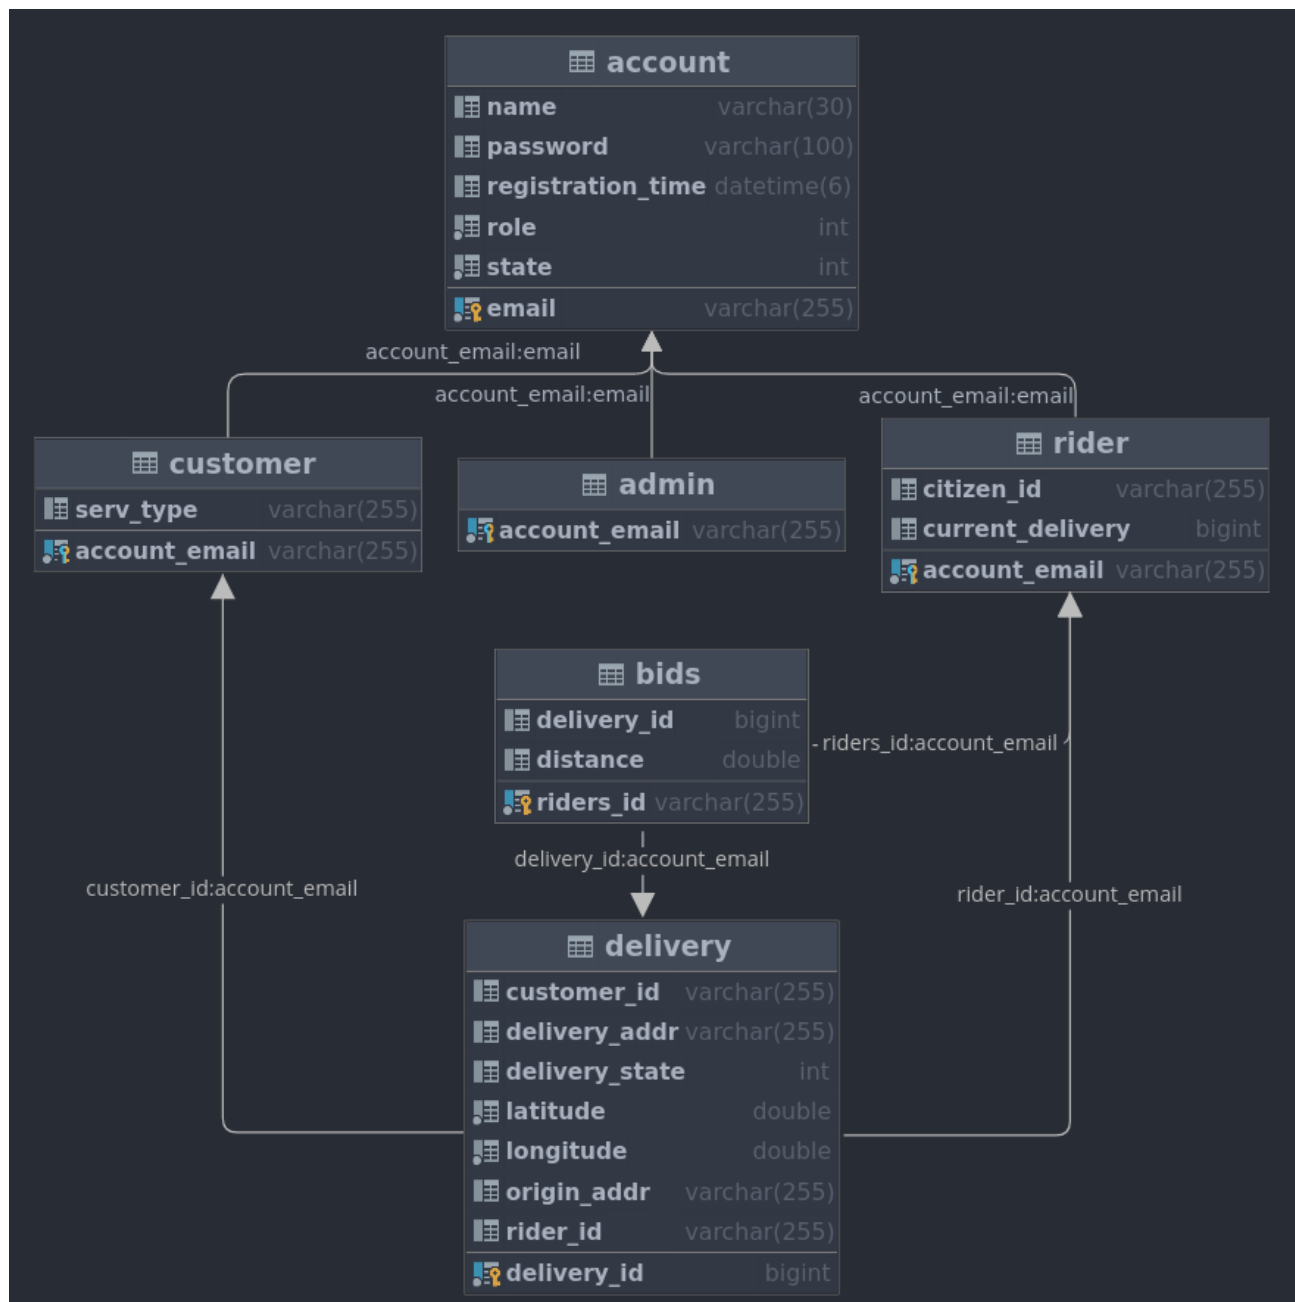 account
name varchar(30)
password varchar(100)
registration_time datetime(6)
role int
state int
email varchar(255)
account_email:email
account_email:email
account_email:email
customer
serv_type varchar(255)
account_email varchar(255)
admin
account_email varchar(255)
rider
citizen_id varchar(255)
current_delivery bigint
account_email varchar(255)
bids
delivery_id bigint
distance double
riders_id varchar(255)
riders_id:account_email
delivery_id:account_email
customer_id:account_email
rider_id:account_email
delivery
customer_id varchar(255)
delivery_addr varchar(255)
delivery_state int
latitude double
longitude double
origin_addr varchar(255)
rider_id varchar(255)
delivery_id bigint